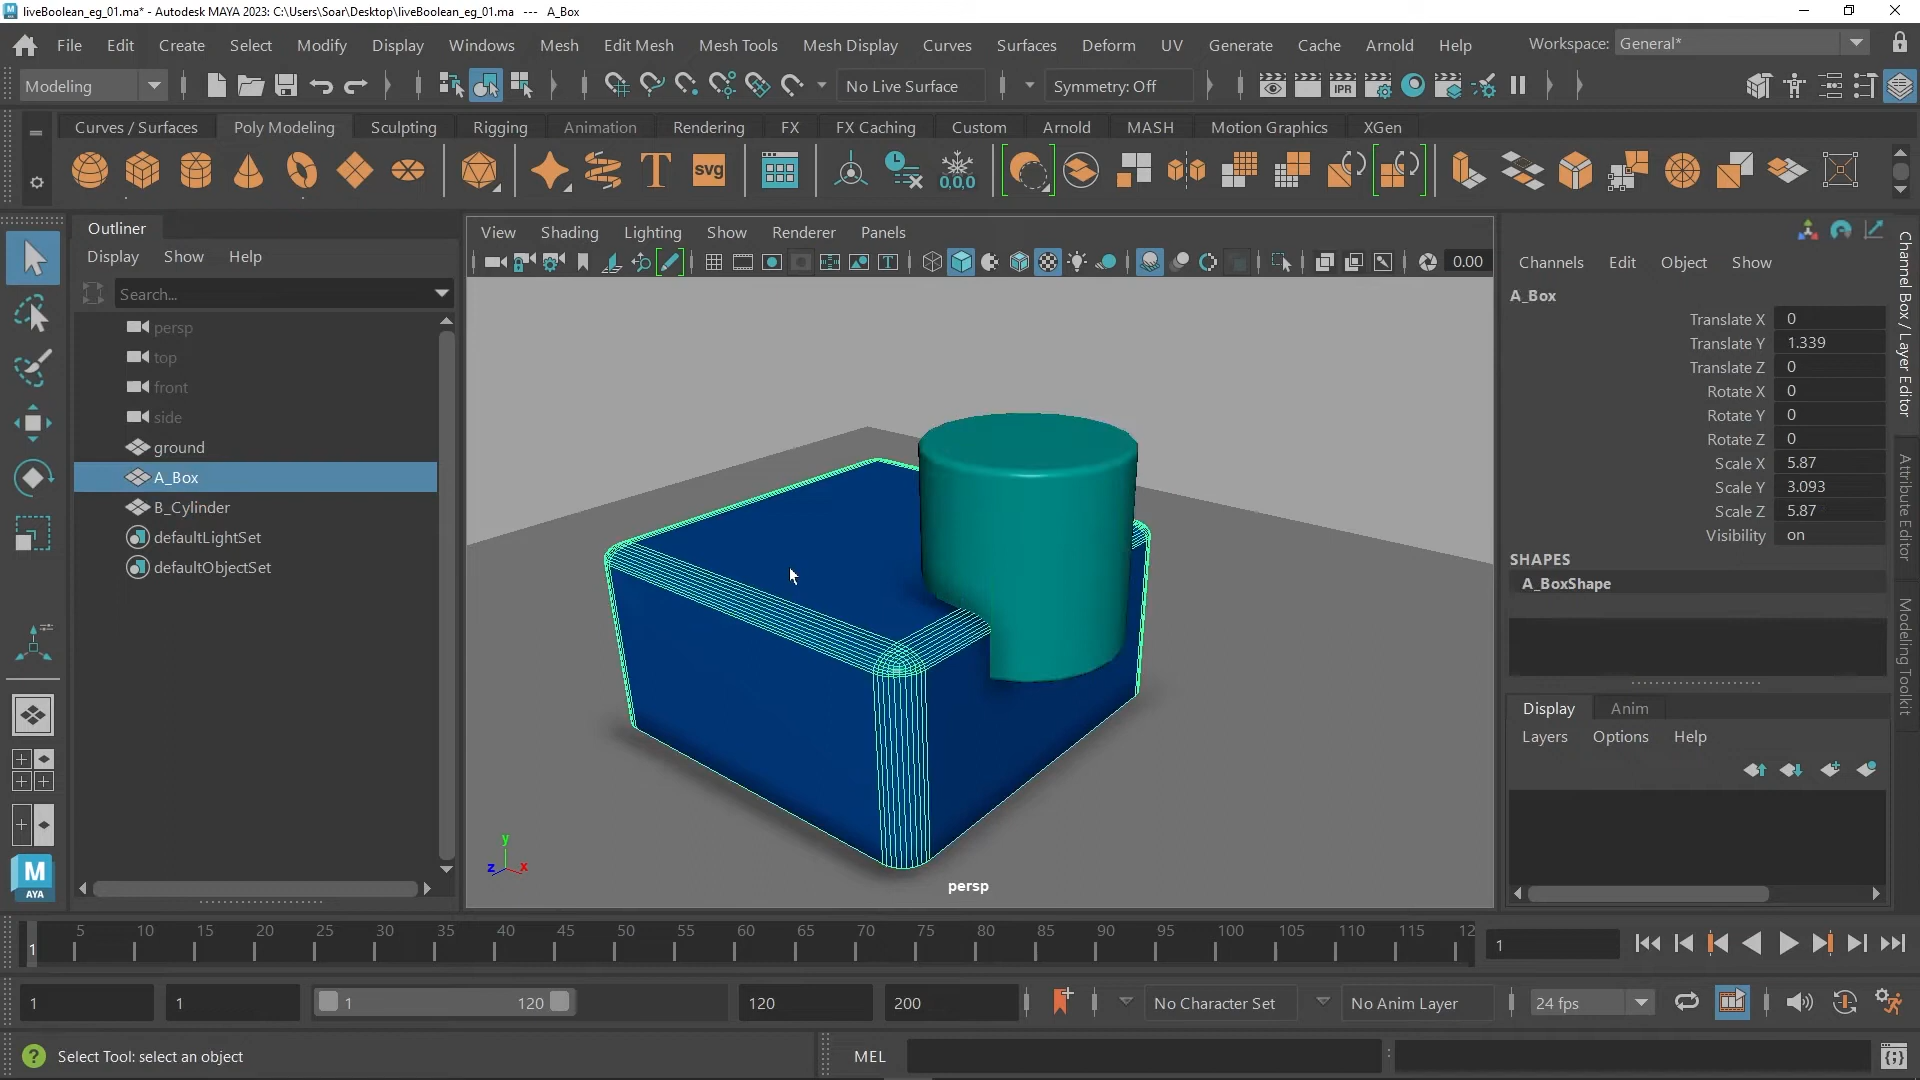 liveBoolean_eg_01.ma* - Autodesk MAYA 2023: C:\Users\Soar\Desktop\liveBoolean_eg_01.ma --- A_Box
File Edit Create Select Modify Display Windows Mesh Edit Mesh Mesh Tools Mesh Display Curves Surfaces Deform UV Generate Cache Arnold Help Workspace: General*
Modeling No Live Surface Symmetry: Off IPR
Curves / Surfaces Poly Modeling Sculpting Rigging Animation Rendering FX FX Caching Custom Arnold MASH Motion Graphics XGen
T svg 0,0,0
Outliner
Display Show Help
Search...
persp
top
front
side
ground
A_Box
B_Cylinder
defaultLightSet
defaultObjectSet
View Shading Lighting Show Renderer Panels
0.00
y
z x
persp
Channels Edit Object Show
A_Box
Translate X 0
Translate Y 1.339
Translate Z 0
Rotate X 0
Rotate Y 0
Rotate Z 0
Scale X 5.87
Scale Y 3.093
Scale Z 5.87
Visibility on
SHAPES
A_BoxShape
Display Anim
Layers Options Help
Channel Box / Layer Editor
Attribute Editor
Modeling Toolkit
M
AYA
1 5 10 15 20 25 30 35 40 45 50 55 60 65 70 75 80 85 90 95 100 105 110 115 12
1
1 1 1 120 120 200 No Character Set No Anim Layer 24 fps
Select Tool: select an object MEL